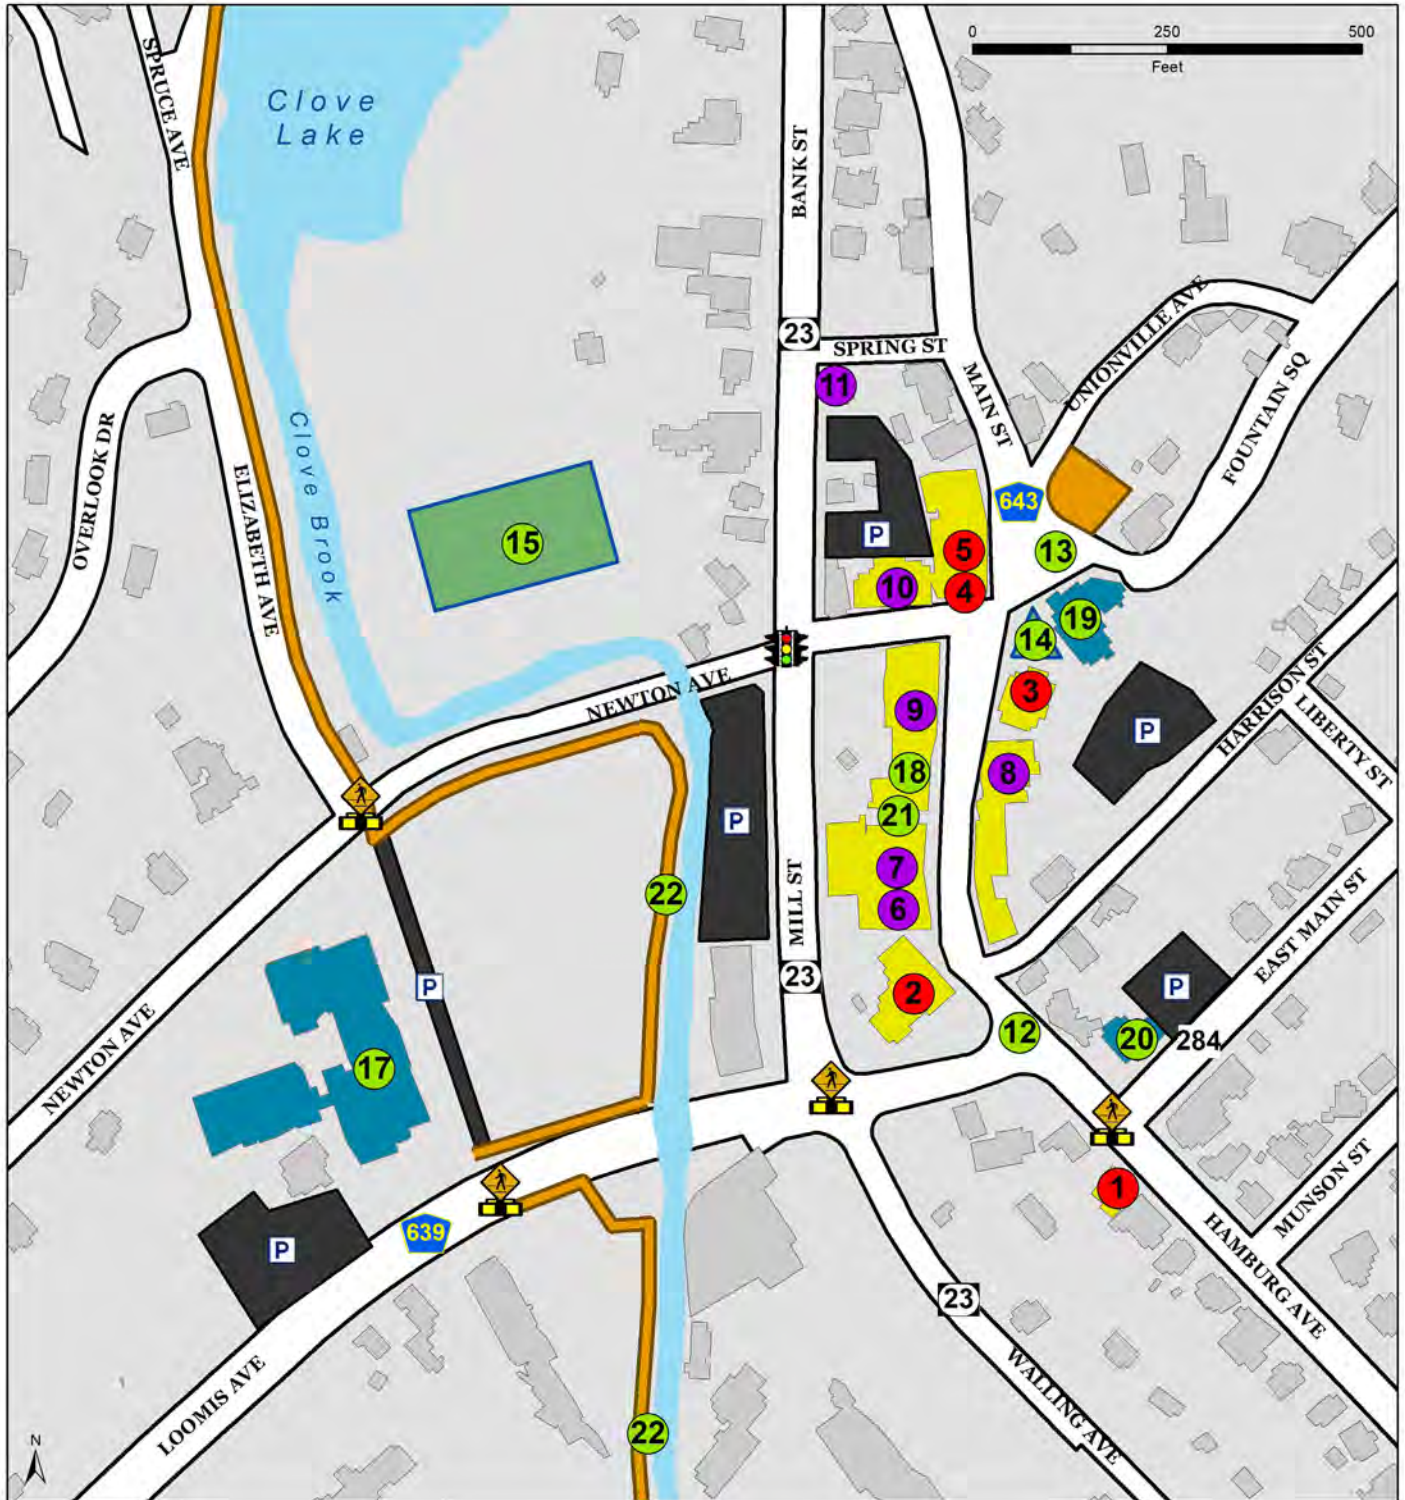 0 250 500
Feet
SPRUCE AVE
Clove
Lake
BANK ST
UNIONVILLE AVE
23
SPRING ST
11
MAIN ST
FOUNTAIN SQ
OVERLOOK DR
Clove Brook
ELIZABETH AVE
643
15
P
5
13
10
4
19
14
HARRISON ST
NEWTON AVE
3
9
P
LIBERTY ST
18
8
P
21
7
22
6
MILL ST
EAST MAIN ST
23
P
2
P
12
20
284
NEWTON AVE
17
1
MUNSON ST
639
P
HAMBURG AVE
23
LOOMIS AVE
WALLING AVE
22
N